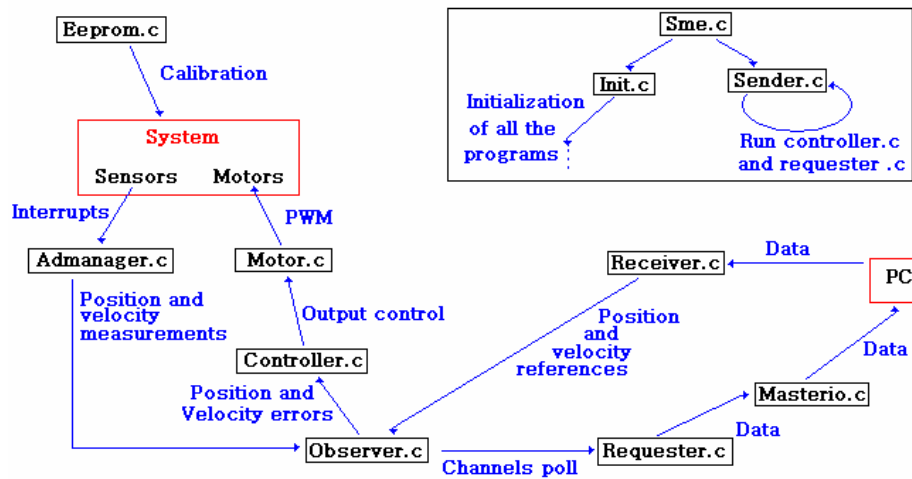 Eeprom.c
Calibration
System
Sensors Motors
Interrupts
PWM
Admanager.c
Motor.c
Position and
velocity
measurements
Output control
Controller.c
Position and
Velocity errors
Observer.c
Channels poll
Requester.c
Data
Masterio.c
Data
PC
Data
Receiver.c
Position
and
velocity
references
Sme.c
Init.c
Sender.c
Initialization
of all the
programs
Run controller.c
and requester .c